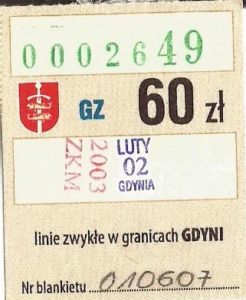 0002649
GZ 60 zł
2003
ZKM
LUTY
02
GDYNIA
linie zwykłe w granicach GDYNI
Nr blankietu 010607